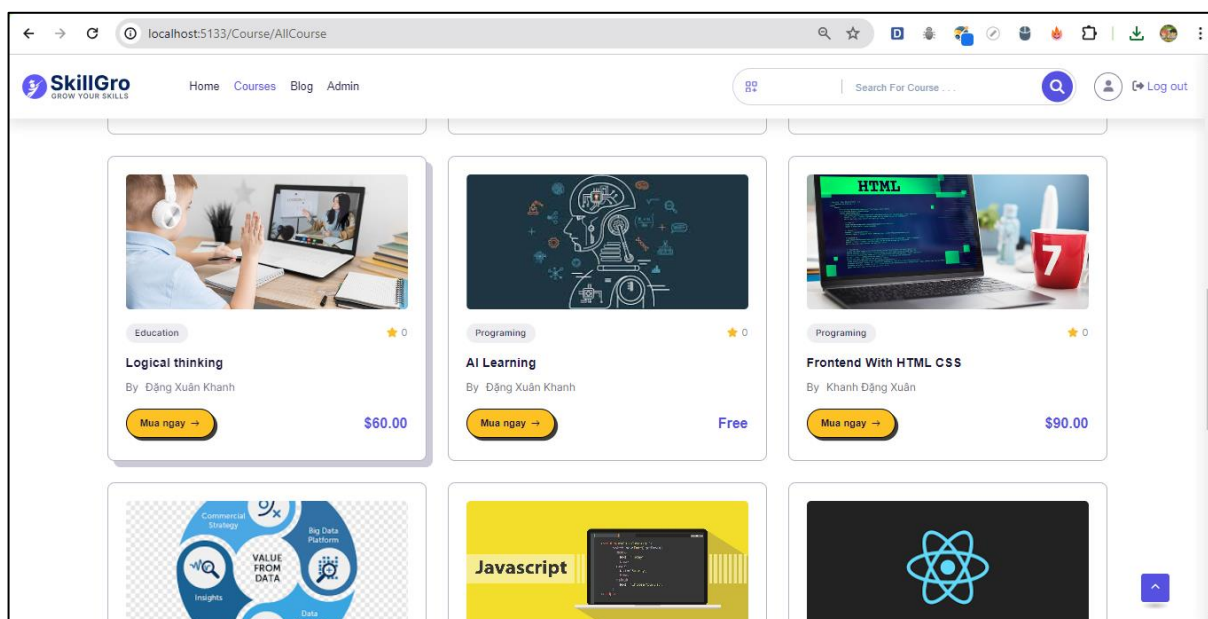 localhost:5133/Course/AllCourse
SkillGro
GROW YOUR SKILLS
Home Courses Blog Admin
Search For Course . . .
Log out
HTML
7
Education
0
Programing
0
Programing
0
Logical thinking
AI Learning
Frontend With HTML CSS
By Đặng Xuân Khanh
By Đặng Xuân Khanh
By Khanh Đặng Xuân
Mua ngay →
$60.00
Mua ngay →
Free
Mua ngay →
$90.00
Commercial
Strategy
Big Data
Platform
VALUE
FROM
DATA
Insights
Data
Javascript